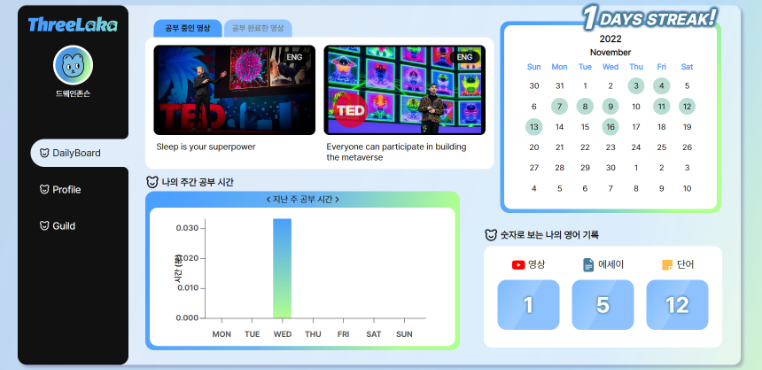 ThreeLaka
드웨인존슨
DailyBoard
Profile
Guild
공부 중인 영상
공부 완료한 영상
ENG
TED
Sleep is your superpower
ENG
TED
Everyone can participate in building
the metaverse
나의 주간 공부 시간
< 지난 주 공부 시간 >
시간 (분)
0.030
0.020
0.010
0.000
MON TUE WED THU FRI SAT SUN
1 DAYS STREAK!
2022
November
Sun Mon Tue Wed Thu Fri Sat
30 31 1 2 3 4 5
6 7 8 9 10 11 12
13 14 15 16 17 18 19
20 21 22 23 24 25 26
27 28 29 30 1 2 3
4 5 6 7 8 9 10
숫자로 보는 나의 영어 기록
영상 에세이 단어
1 5 12